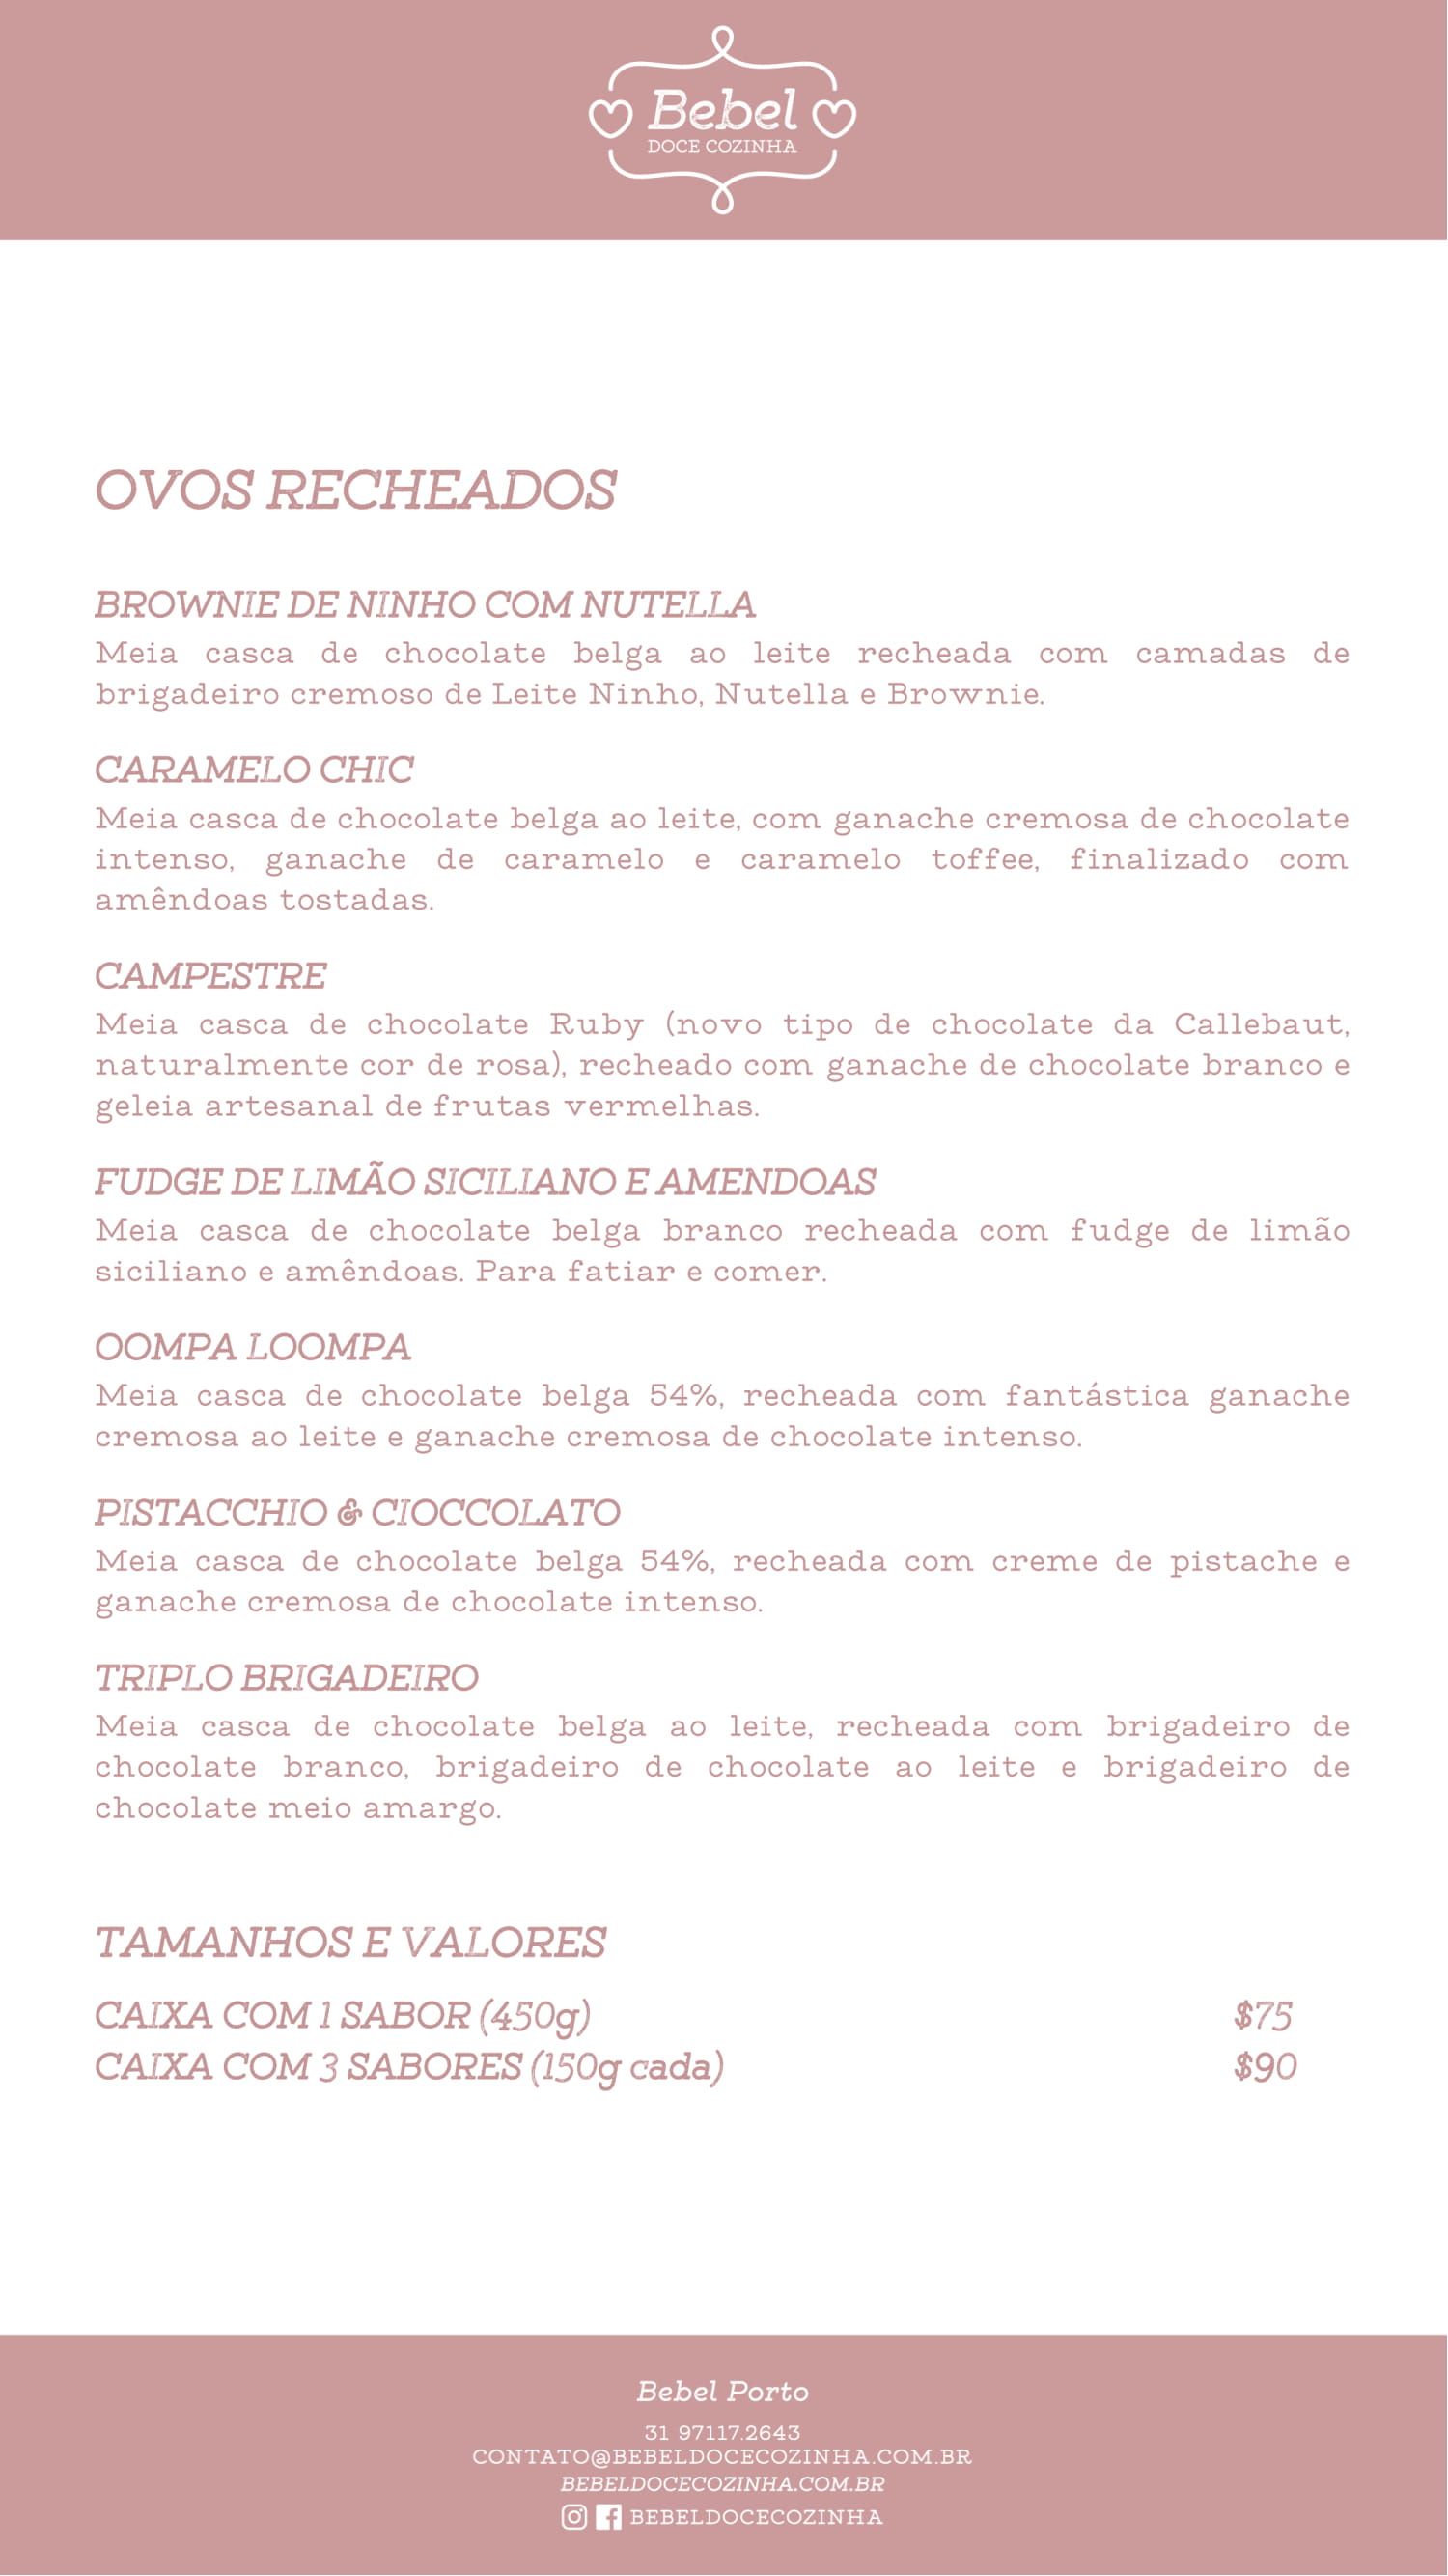 Bebel
DOCE COZINHA
OVOS RECHEADOS
BROWNIE DE NINHO COM NUTELLA
Meia casca de chocolate belga ao leite recheada com camadas de
brigadeiro cremoso de Leite Ninho, Nutella e Brownie.
CARAMELO CHIC
Meia casca de chocolate belga ao leite, com ganache cremosa de chocolate
intenso, ganache de caramelo e caramelo toffee, finalizado com
amêndoas tostadas.
CAMPESTRE
Meia casca de chocolate Ruby (novo tipo de chocolate da Callebaut,
naturalmente cor de rosa), recheado com ganache de chocolate branco e
geleia artesanal de frutas vermelhas.
FUDGE DE LIMÃO SICILIANO E AMENDOAS
Meia casca de chocolate belga branco recheada com fudge de limão
siciliano e amêndoas. Para fatiar e comer.
OOMPA LOOMPA
Meia casca de chocolate belga 54%, recheada com fantástica ganache
cremosa ao leite e ganache cremosa de chocolate intenso.
PISTACCHIO & CIOCCOLATO
Meia casca de chocolate belga 54%, recheada com creme de pistache e
ganache cremosa de chocolate intenso.
TRIPLO BRIGADEIRO
Meia casca de chocolate belga ao leite, recheada com brigadeiro de
chocolate branco, brigadeiro de chocolate ao leite e brigadeiro de
chocolate meio amargo.
TAMANHOS E VALORES
CAIXA COM 1 SABOR (450g) $75
CAIXA COM 3 SABORES (150g cada) $90
Bebel Porto
31 97117.2643
CONTATO@BEBELDOCECOZINHA.COM.BR
BEBELDOCECOZINHA.COM.BR
BEBELDOCECOZINHA